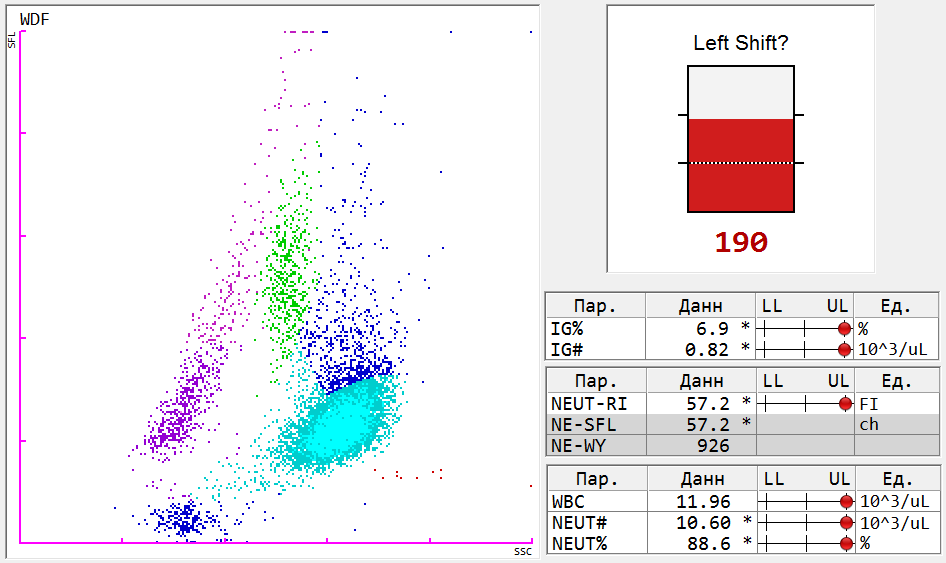 WDF
SFL
SSC
Left Shift?
190
Пар. Данн LL UL Ед.
IG% 6.9 * %
IG# 0.82 * 10^3/uL
Пар. Данн LL UL Ед.
NEUT-RI 57.2 * FI
NE-SFL 57.2 * ch
NE-WY 926
Пар. Данн LL UL Ед.
WBC 11.96 10^3/uL
NEUT# 10.60 * 10^3/uL
NEUT% 88.6 * %